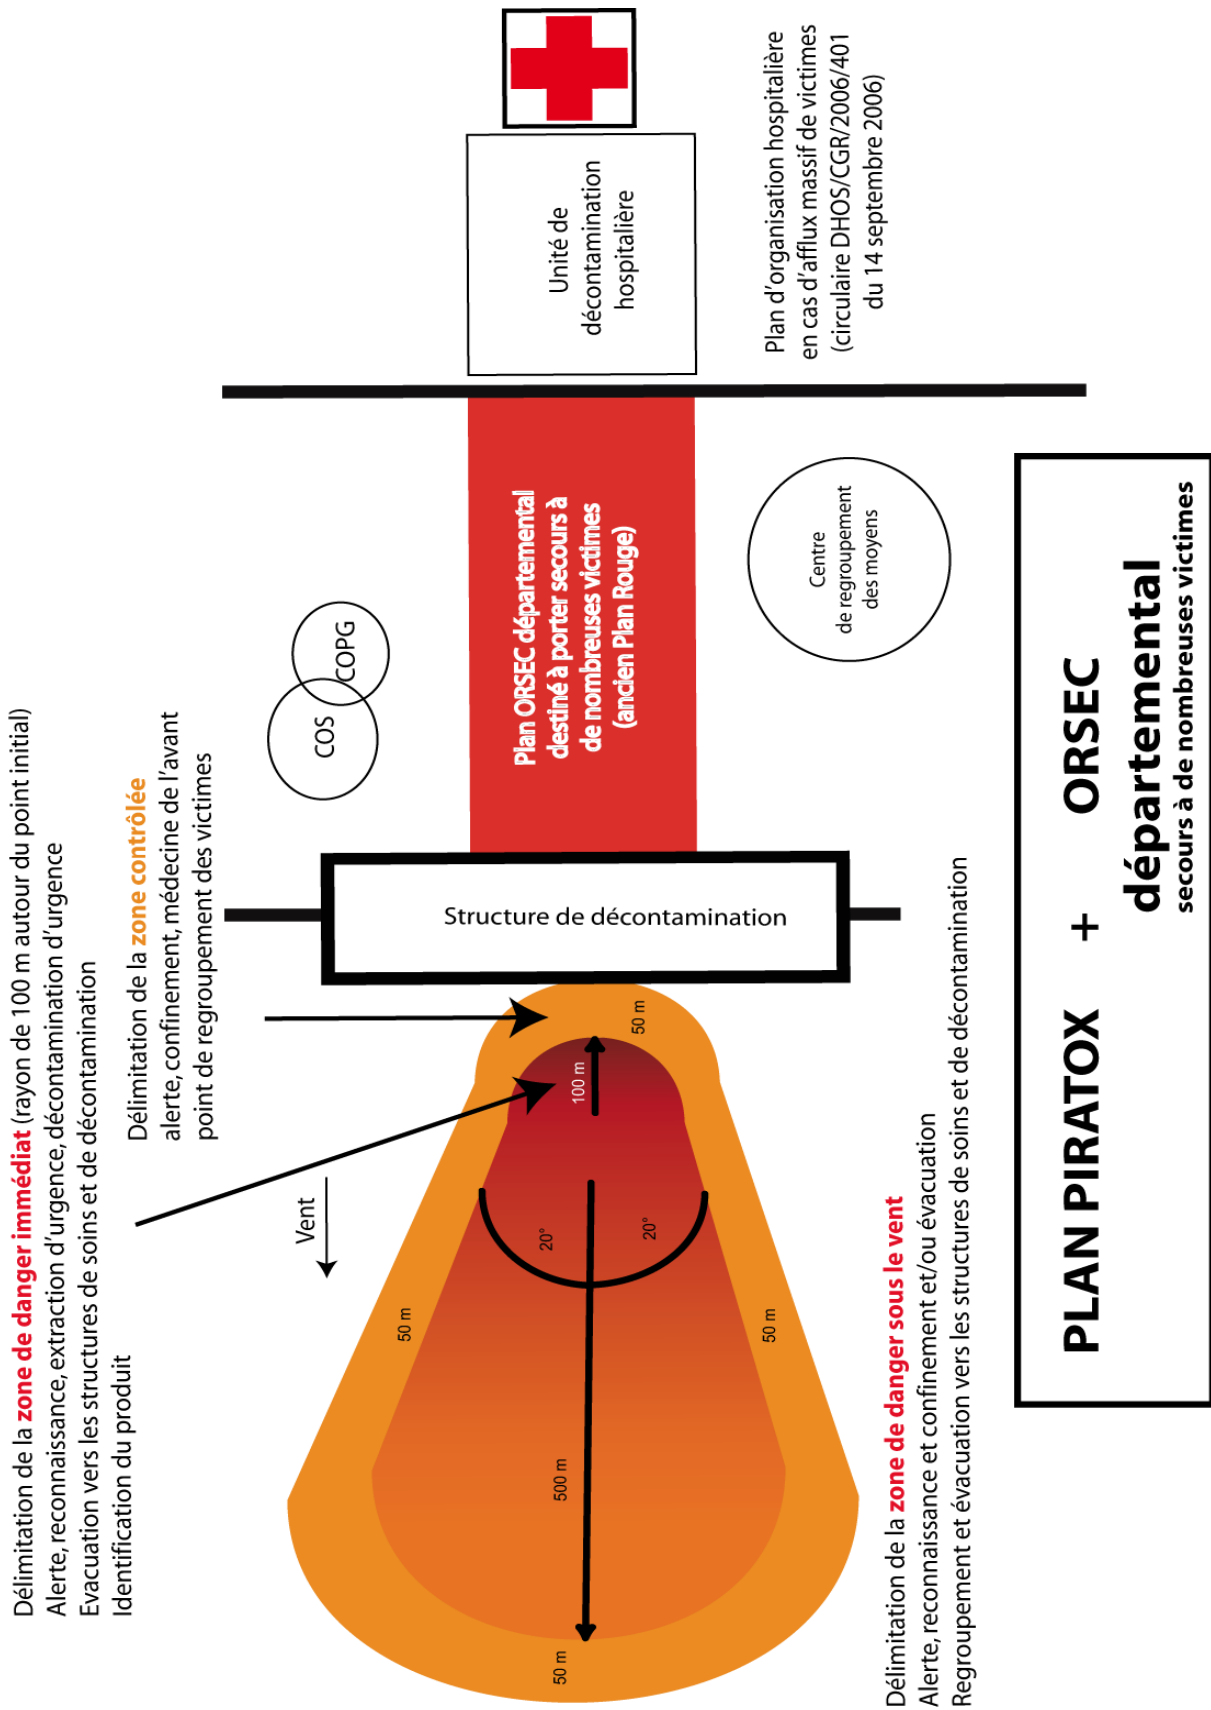 Délimitation de la zone de danger immédiat (rayon de 100 m autour du point initial)
Alerte, reconnaissance, extraction d'urgence, décontamination d'urgence
Evacuation vers les structures de soins et de décontamination
Identification du produit
Délimitation de la zone contrôlée
alerte, confinement, médecine de l'avant
point de regroupement des victimes
Vent
COS
COPG
50 m
50 m
500 m
20°
20°
100 m
50 m
50 m
Structure de décontamination
Plan ORSEC départemental
destiné à porter secours à
de nombreuses victimes
(ancien Plan Rouge)
Unité de
décontamination
hospitalière
Centre
de regroupement
des moyens
Plan d'organisation hospitalière
en cas d'afflux massif de victimes
(circulaire DHOS/CGR/2006/401
du 14 septembre 2006)
Délimitation de la zone de danger sous le vent
Alerte, reconnaissance et confinement et/ou évacuation
Regroupement et évacuation vers les structures de soins et de décontamination
PLAN PIRATOX + ORSEC
départemental
secours à de nombreuses victimes